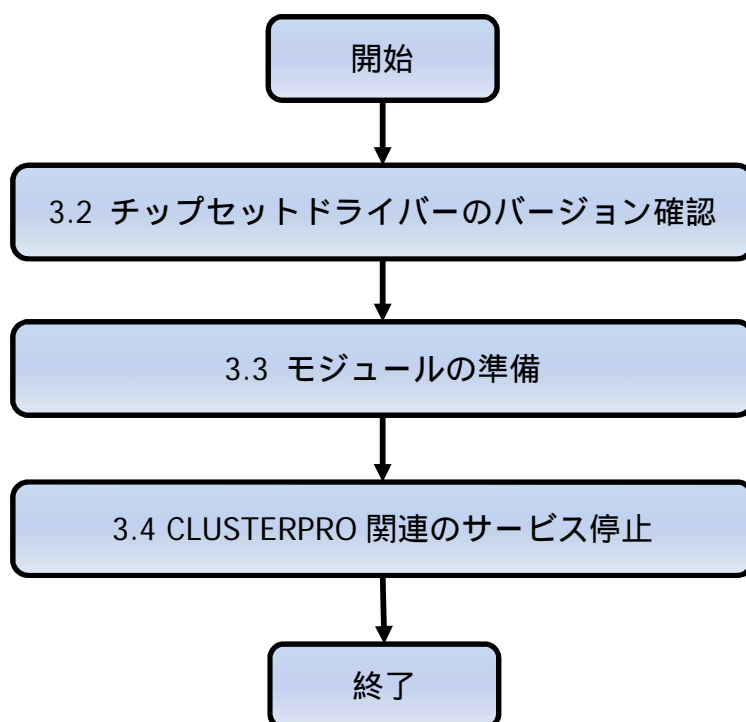 開始
3.2 チップセットドライバーのバージョン確認
3.3 モジュールの準備
3.4 CLUSTERPRO 関連のサービス停止
終了